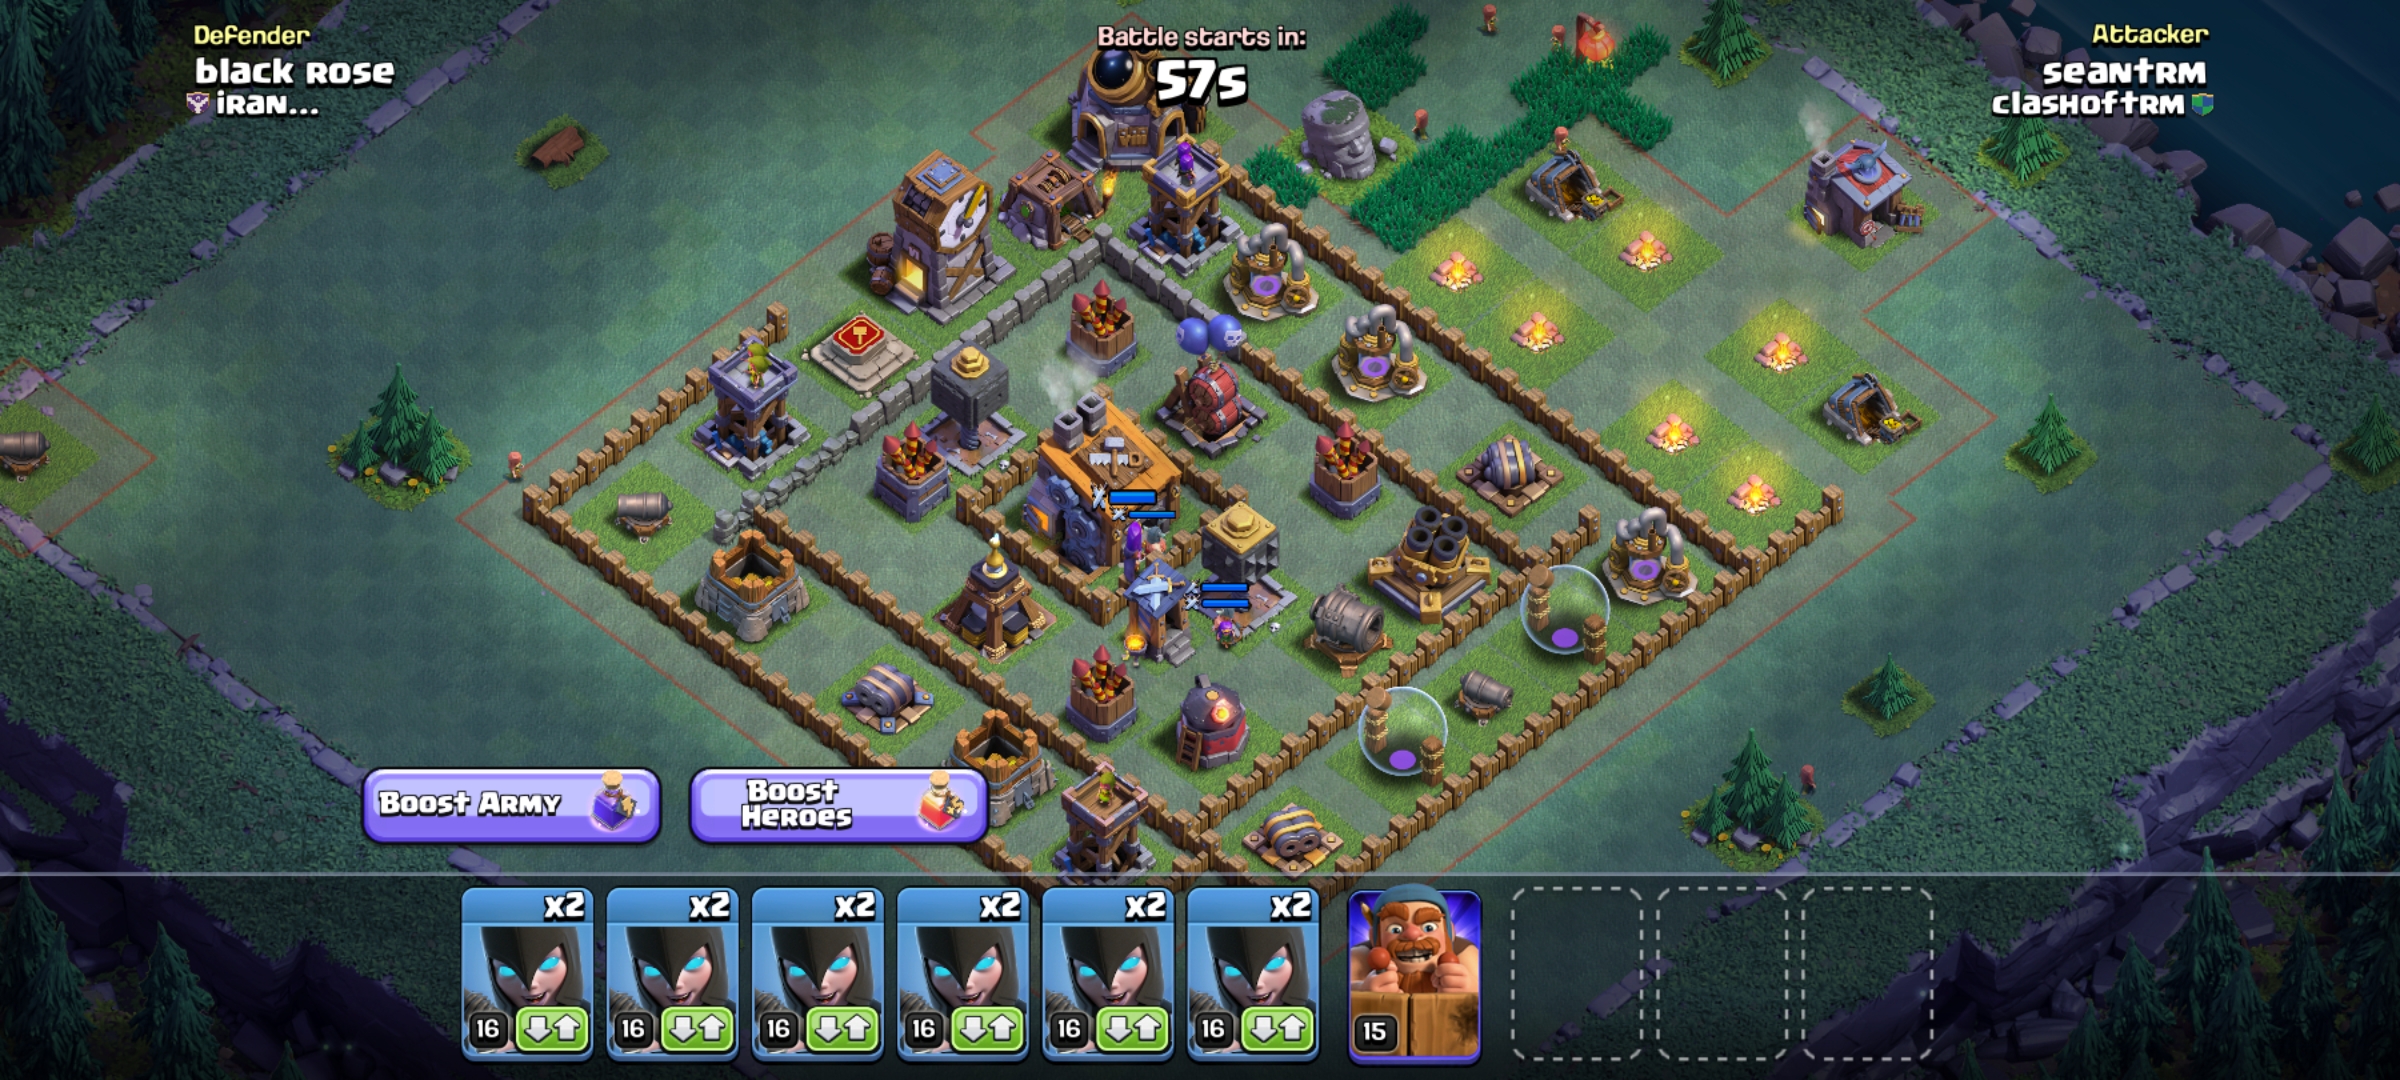 Defender
black rose
iran...
Battle starts in:
57s
Attacker
seantrm
clashoftrm
Boost Army
Boost
Heroes
x2
x2
x2
x2
x2
x2
16
16
16
16
16
16
15